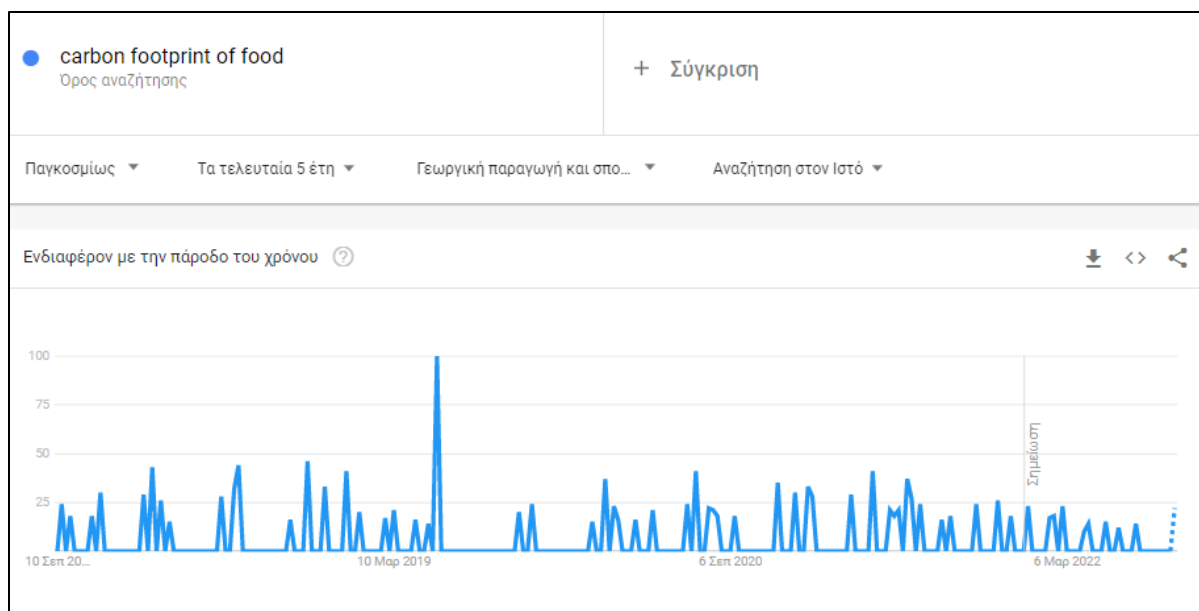 carbon footprint of food
Όρος αναζήτησης
+ Σύγκριση
Παγκοσμίως
Τα τελευταία 5 έτη
Γεωργική παραγωγή και σπο...
Αναζήτηση στον Ιστό
Ενδιαφέρον με την πάροδο του χρόνου
100
75
50
25
Σημείωση
10 Σεπ 20...
10 Μαρ 2019
6 Σεπ 2020
6 Μαρ 2022